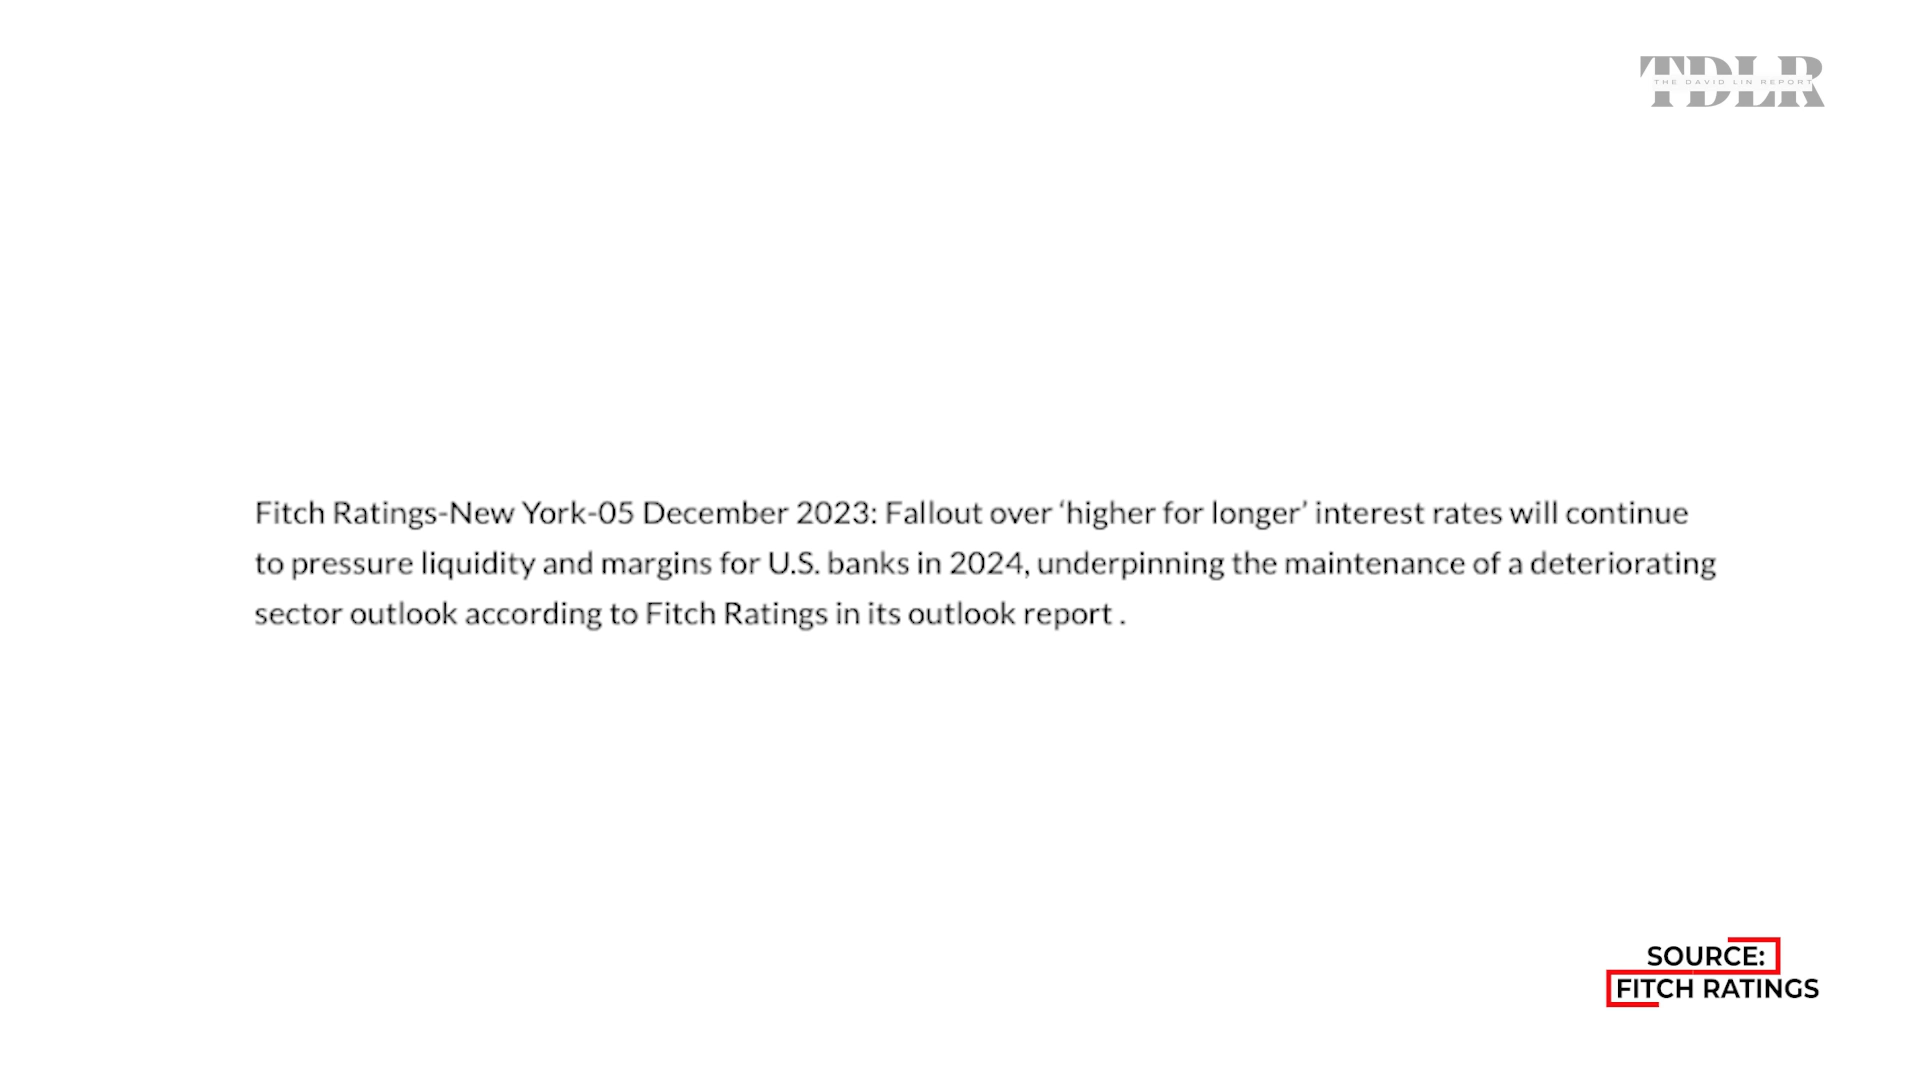 TDLR
THE DAVID LIN REPORT
Fitch Ratings-New York-05 December 2023: Fallout over ‘higher for longer’ interest rates will continue
to pressure liquidity and margins for U.S. banks in 2024, underpinning the maintenance of a deteriorating
sector outlook according to Fitch Ratings in its outlook report .
SOURCE:
FITCH RATINGS